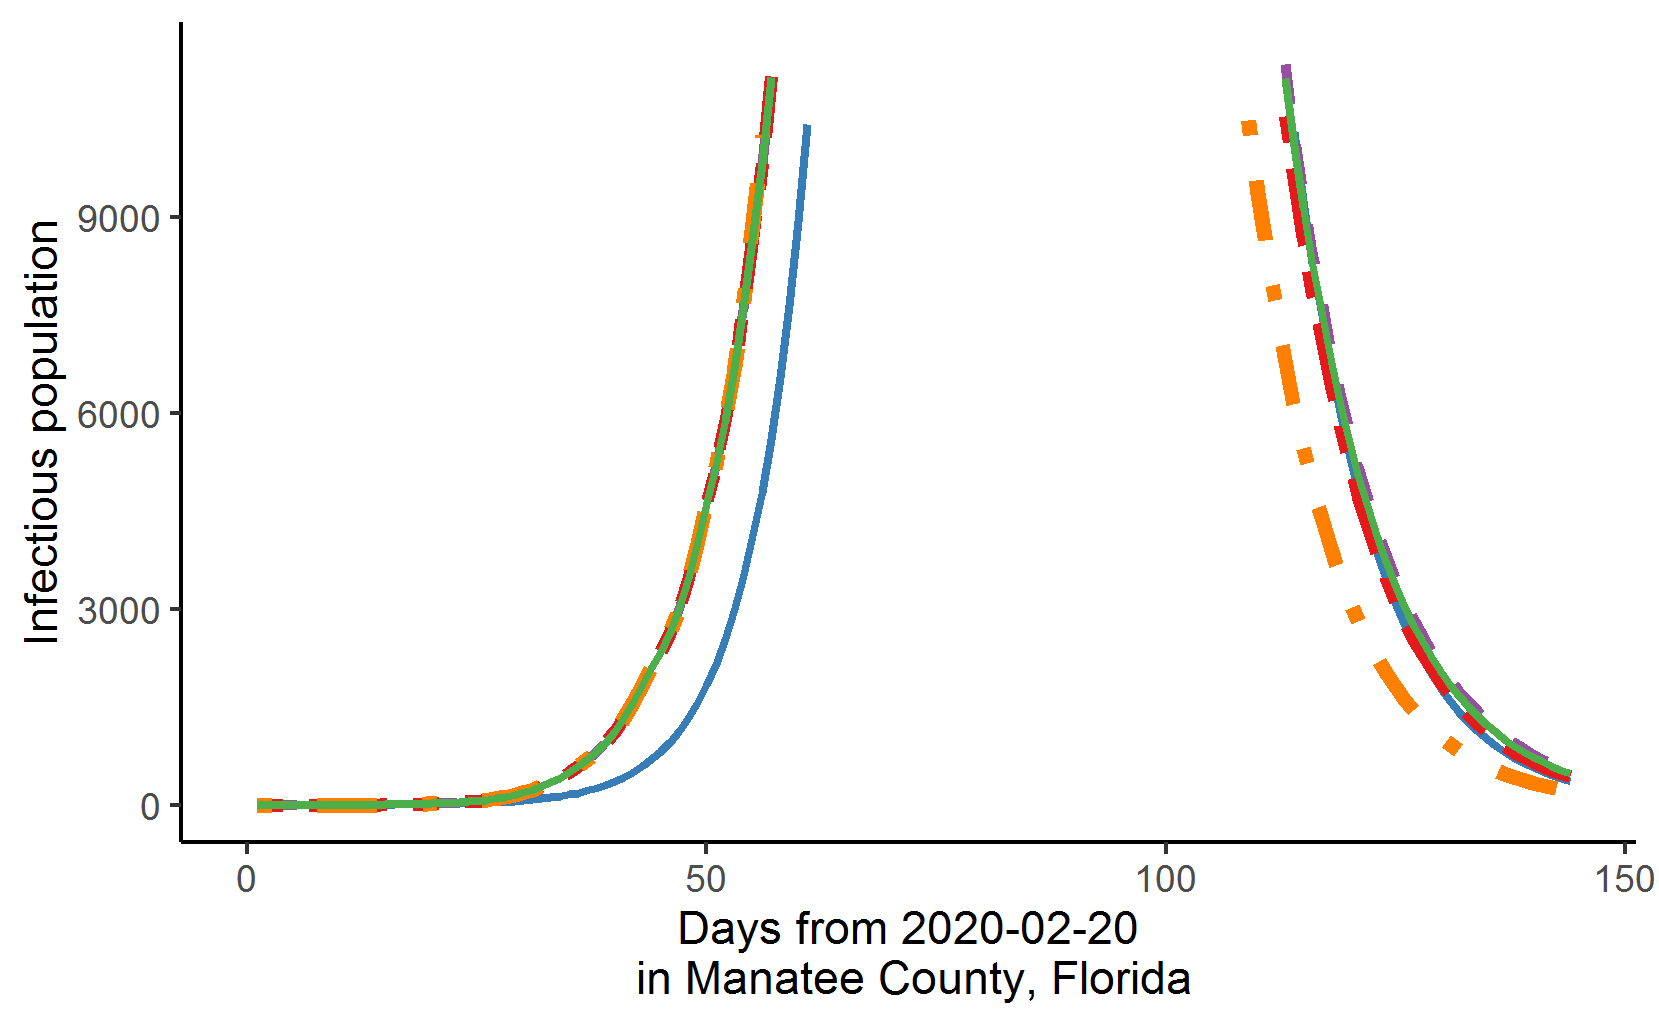 Infectious population
9000
6000
3000
0
0 50 100 150
Days from 2020-02-20
in Manatee County, Florida